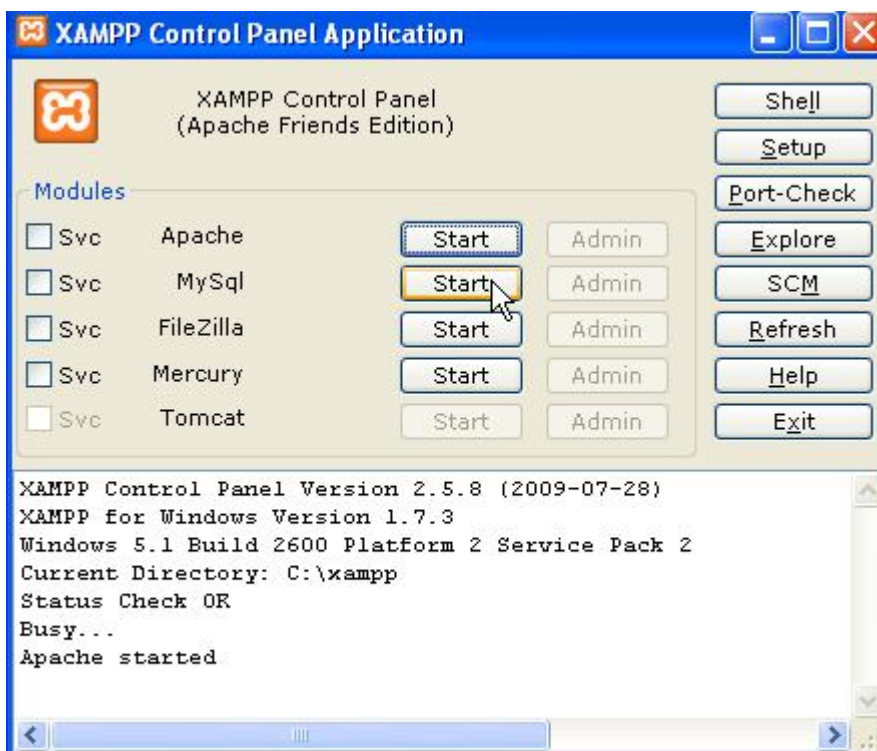 XAMPP Control Panel Application
XAMPP Control Panel
(Apache Friends Edition)
Shell
Setup
Port-Check
Explore
SCM
Refresh
Help
Exit
Modules
Svc Apache Start Admin
Svc MySql Start Admin
Svc FileZilla Start Admin
Svc Mercury Start Admin
Svc Tomcat Start Admin
XAMPP Control Panel Version 2.5.8 (2009-07-28)
XAMPP for Windows Version 1.7.3
Windows 5.1 Build 2600 Platform 2 Service Pack 2
Current Directory: C:\xampp
Status Check OK
Busy...
Apache started